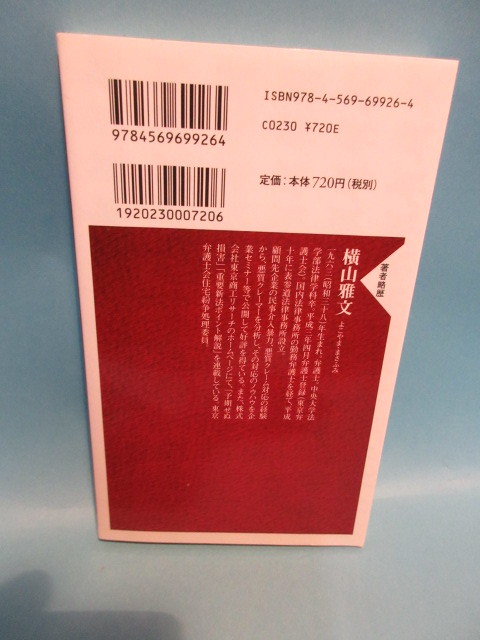 ISBN978-4-569-69926-4
C0230 ¥720E
9784569699264
定価:本体720円(税別)
1920230007206
著者略歴
横山雅文
よこやま まさふみ
一九六三(昭和三十八)年生まれ。弁護士。中央大学法
学部法律学科卒。平成二年四月弁護士登録(東京弁
護士会)。国内法律事務所の勤務弁護士を経て、平成
十年に表参道法律事務所設立。
顧問先企業の民事介入暴力、悪質クレーム対応の経験
から、悪質クレーマーを分析し、その対応のノウハウを企
業セミナー等で公開して好評を得ている。また、株式
会社東京商工リサーチのホームページにて、「予期せぬ
損害」「重要新法ポイント解説」を連載している。東京
弁護士会住宅紛争処理委員。